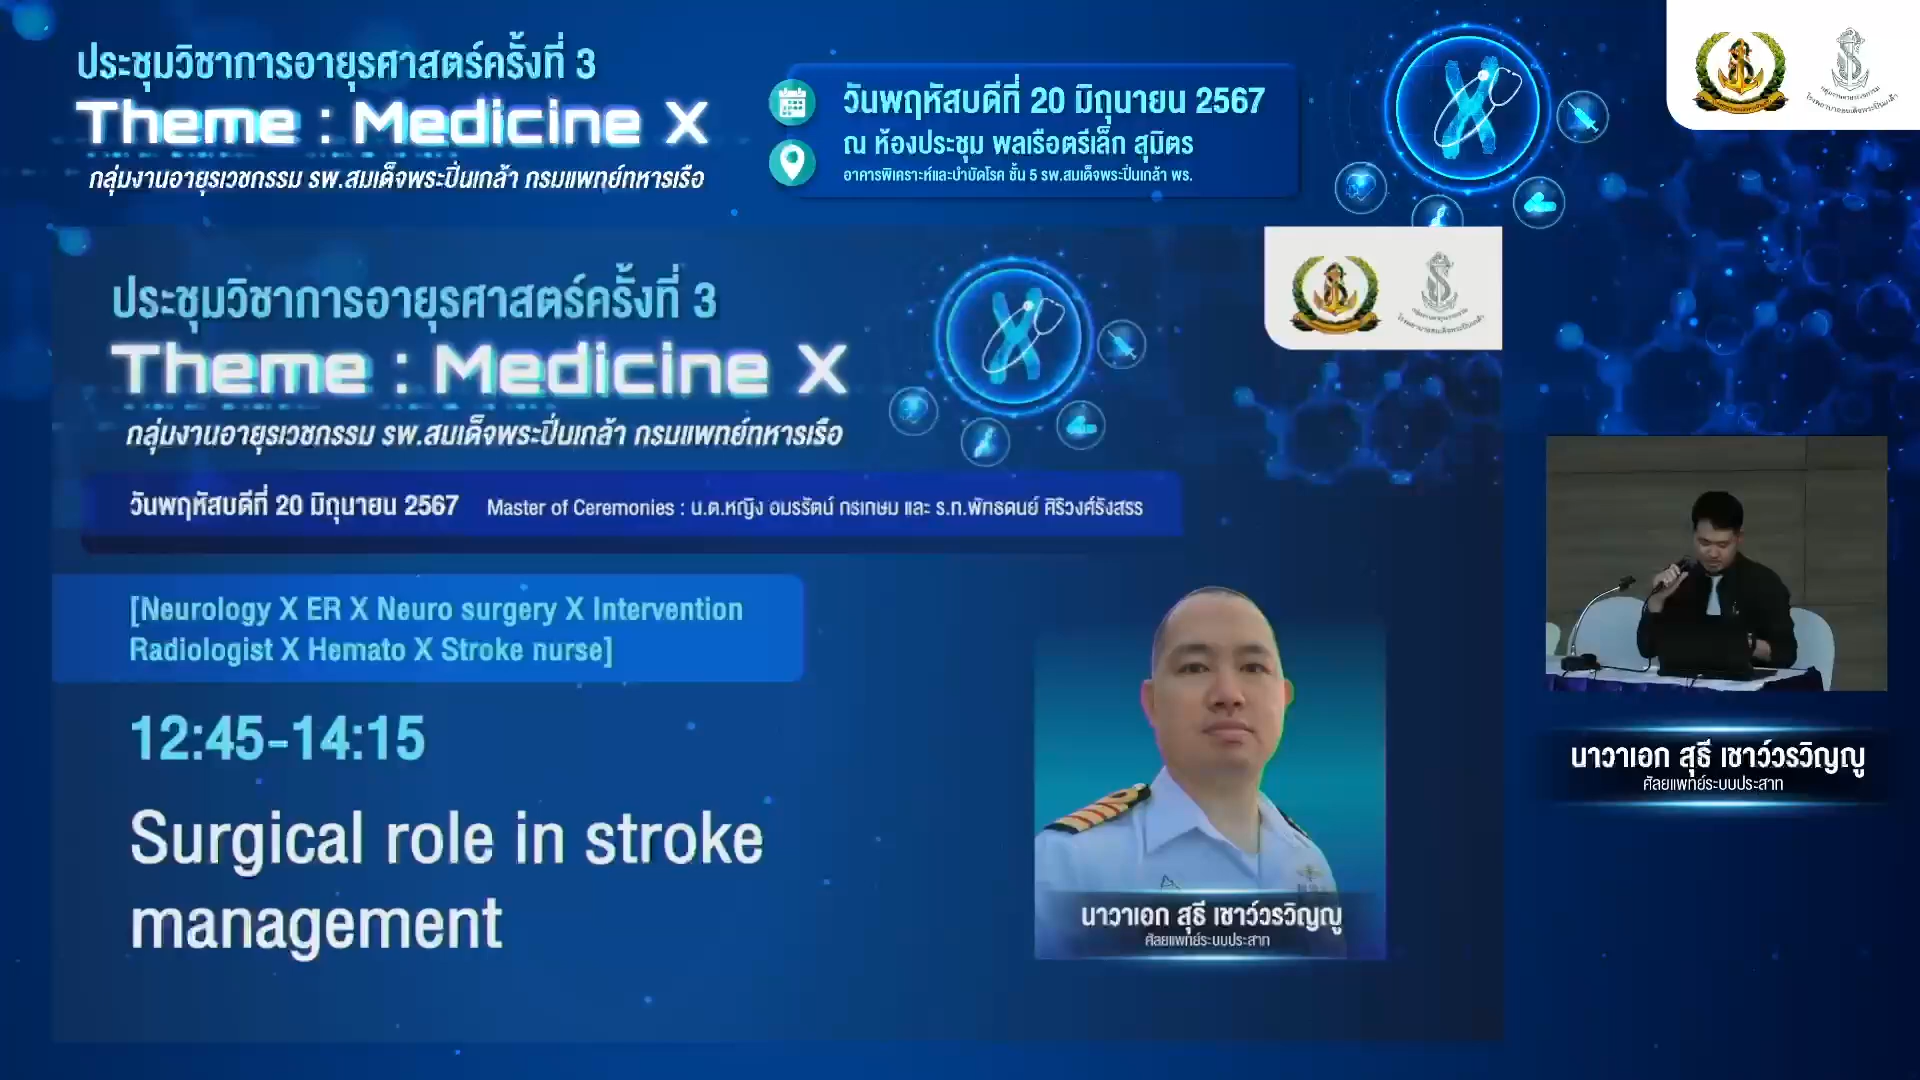 ประชุมวิชาการอายุรศาสตร์ครั้งที่ 3
Theme : Medicine X
กลุ่มงานอายุรเวชกรรม รพ.สมเด็จพระปิ่นเกล้า กรมแพทย์ทหารเรือ
วันพฤหัสบดีที่ 20 มิถุนายน 2567
ณ ห้องประชุม พลเรือตรีเล็ก สุมิตร
อาคารพิเคราะห์และบำบัดโรค ชั้น 5 รพ.สมเด็จพระปิ่นเกล้า พร.
ประชุมวิชาการอายุรศาสตร์ครั้งที่ 3
Theme : Medicine X
กลุ่มงานอายุรเวชกรรม รพ.สมเด็จพระปิ่นเกล้า กรมแพทย์ทหารเรือ
วันพฤหัสบดีที่ 20 มิถุนายน 2567 Master of Ceremonies : น.ต.หญิง อมรรัตน์ กรเกษม และ ร.ท.พัทธดนย์ ศิริวงศ์รังสรร
[Neurology X ER X Neuro surgery X Intervention
Radiologist X Hemato X Stroke nurse]
12:45-14:15
Surgical role in stroke
management
นาวาเอก สุธี เชาว์วรวิญญู
ศัลยแพทย์ระบบประสาท
นาวาเอก สุธี เชาว์วรวิญญู
ศัลยแพทย์ระบบประสาท